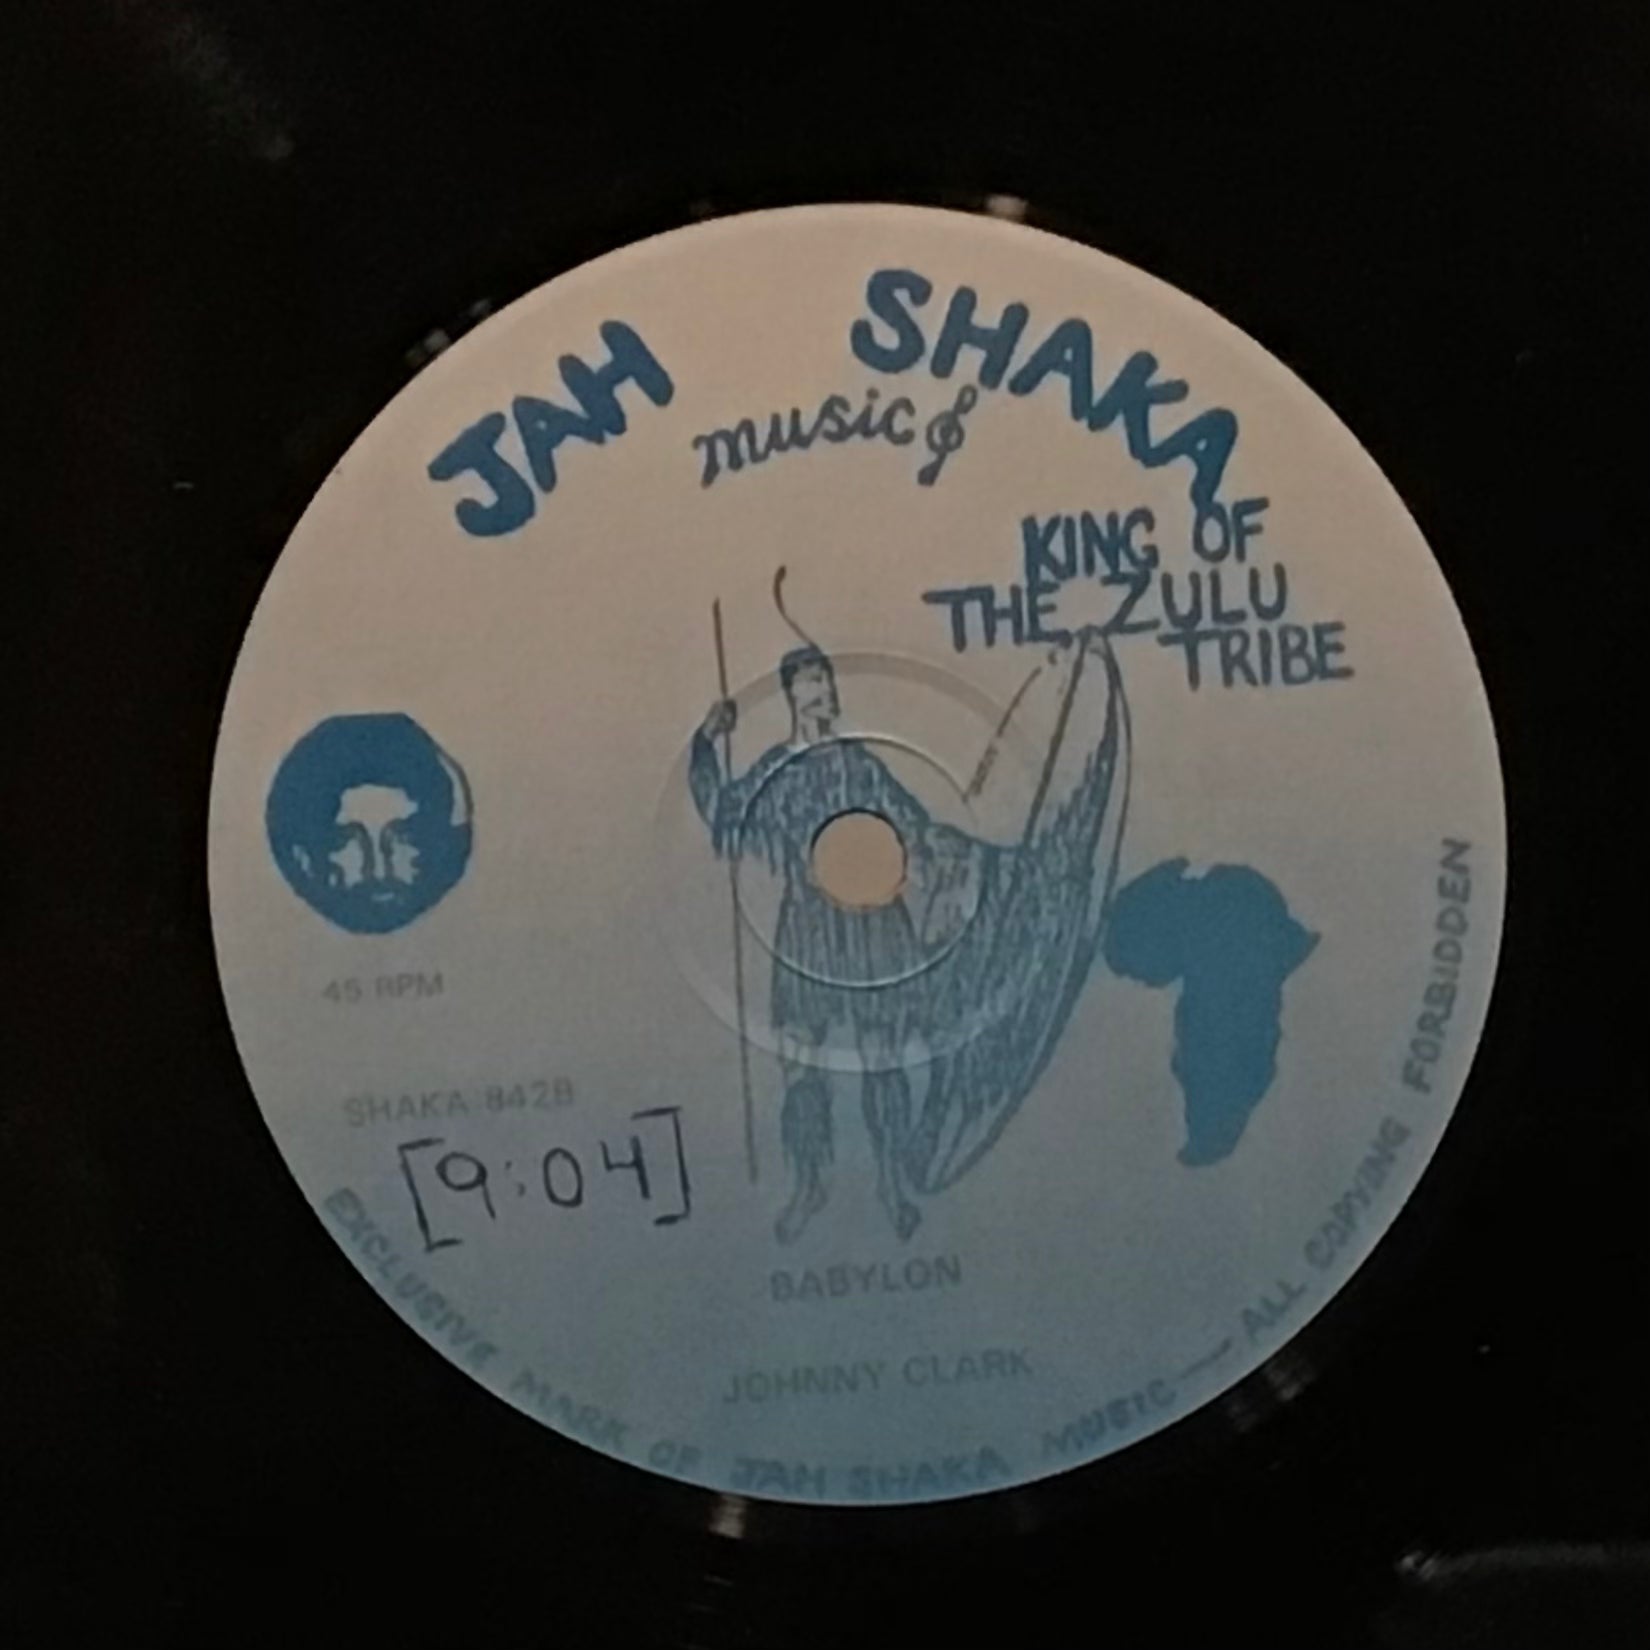 JAH SHAKA
music
KING OF
THE ZULU
TRIBE
45 RPM
SHAKA 842B
[9:04]
BABYLON
JOHNNY CLARK
EXCLUSIVE MARK OF JAH SHAKA MUSIC — ALL COPYING FORBIDDEN